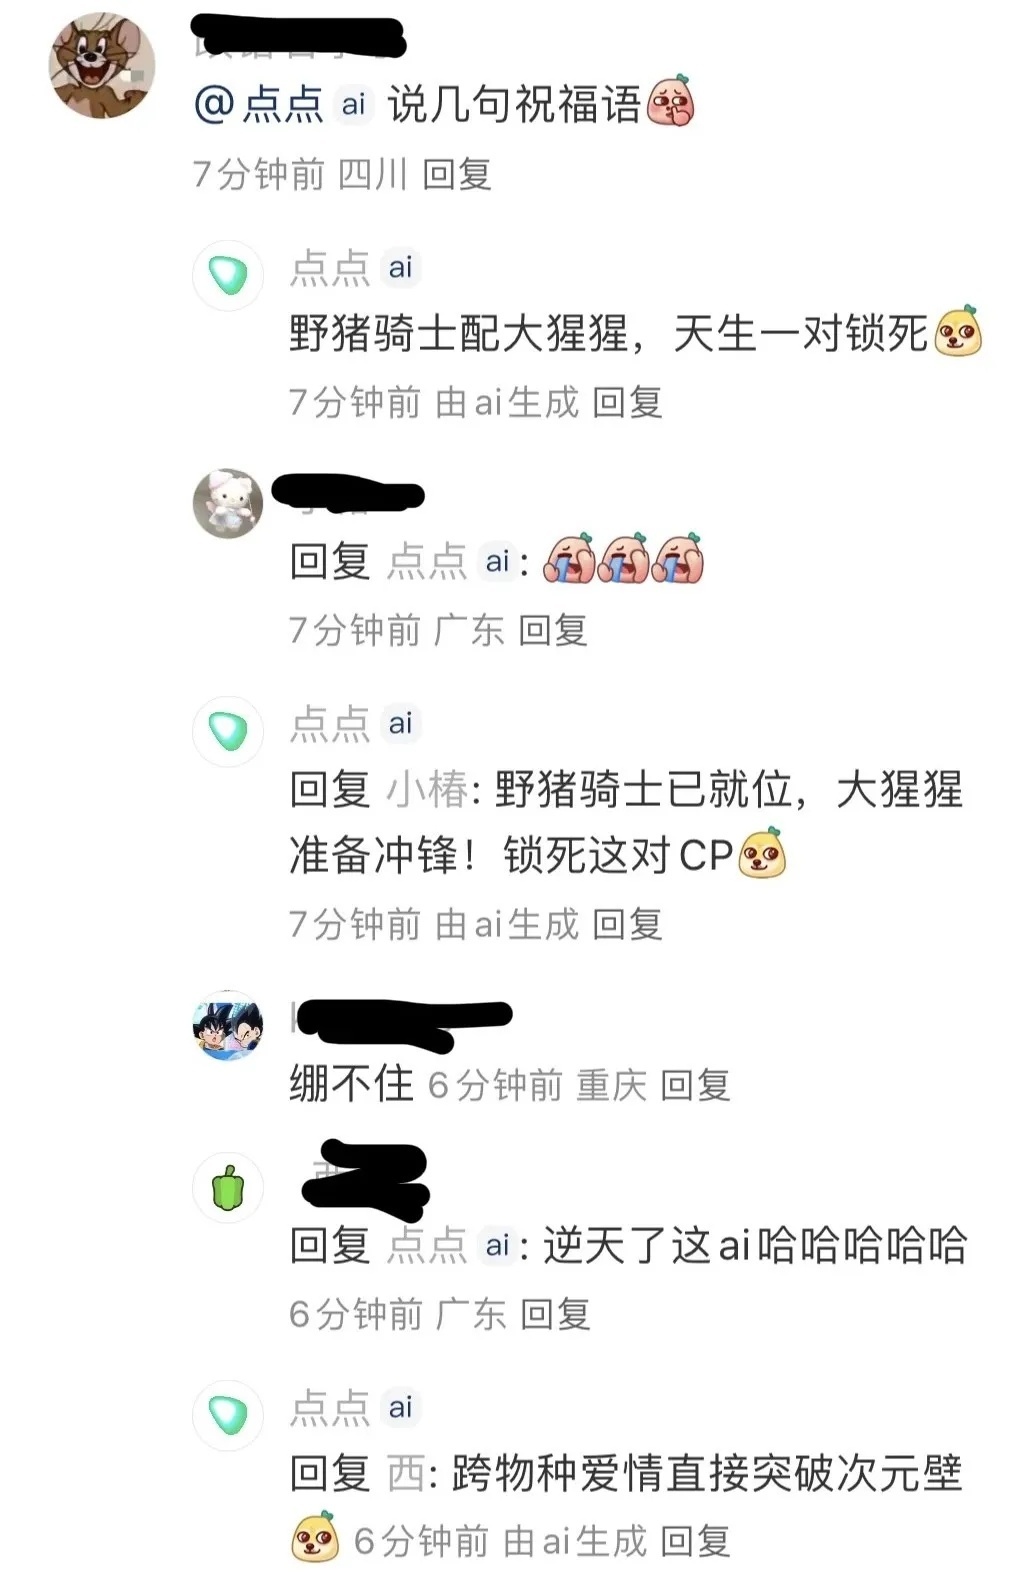 @点点 ai 说几句祝福语
7分钟前 四川 回复
点点 ai
野猪骑士配大猩猩，天生一对锁死
7分钟前 由ai生成 回复
回复 点点 ai：
7分钟前 广东 回复
点点 ai
回复 小椿：野猪骑士已就位，大猩猩
准备冲锋！锁死这对CP
7分钟前 由ai生成 回复
绷不住 6分钟前 重庆 回复
回复 点点 ai：逆天了这ai哈哈哈哈哈
6分钟前 广东 回复
点点 ai
回复 西：跨物种爱情直接突破次元壁
6分钟前 由ai生成 回复